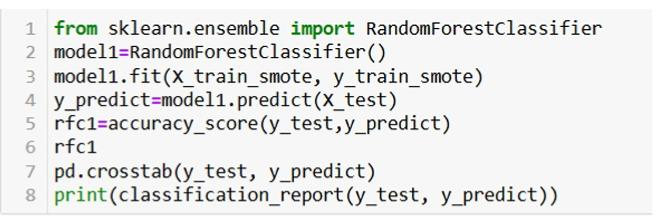 1 from sklearn.ensemble import RandomForestClassifier
2 model1=RandomForestClassifier()
3 model1.fit(X_train_smote, y_train_smote)
4 y_predict=model1.predict(X_test)
5 rfc1=accuracy_score(y_test,y_predict)
6 rfc1
7 pd.crosstab(y_test, y_predict)
8 print(classification_report(y_test, y_predict))